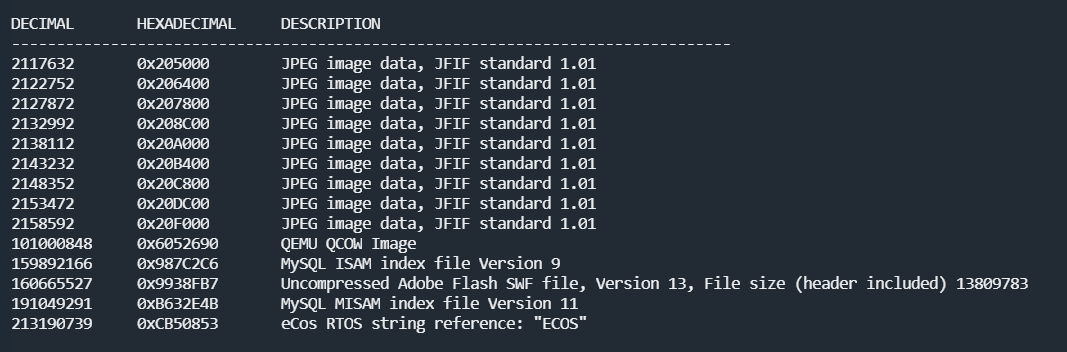 DECIMAL HEXADECIMAL DESCRIPTION
--------------------------------------------------------------------------------
2117632 0x205000 JPEG image data, JFIF standard 1.01
2122752 0x206400 JPEG image data, JFIF standard 1.01
2127872 0x207800 JPEG image data, JFIF standard 1.01
2132992 0x208C00 JPEG image data, JFIF standard 1.01
2138112 0x20A000 JPEG image data, JFIF standard 1.01
2143232 0x20B400 JPEG image data, JFIF standard 1.01
2148352 0x20C800 JPEG image data, JFIF standard 1.01
2153472 0x20DC00 JPEG image data, JFIF standard 1.01
2158592 0x20F000 JPEG image data, JFIF standard 1.01
101000848 0x6052690 QEMU QCOW Image
159892166 0x987C2C6 MySQL ISAM index file Version 9
160665527 0x9938FB7 Uncompressed Adobe Flash SWF file, Version 13, File size (header included) 13809783
191049291 0xB632E4B MySQL MISAM index file Version 11
213190739 0xCB50853 eCos RTOS string reference: "ECOS"